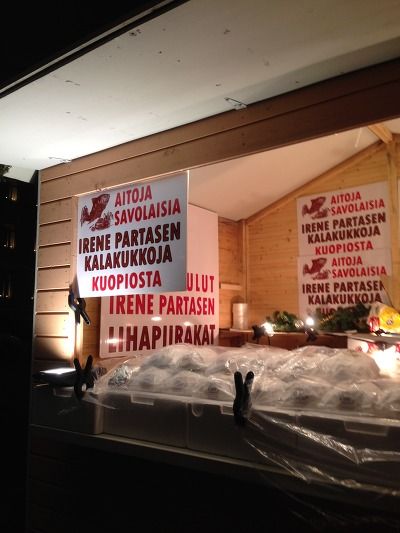 AITOJA
SAVOLAISIA
IRENE PARTASEN
KALAKUKKOJA
KUOPIOSTA
ULUT
IRENE PARTASEN
LIHAPIIRAKAT
AITOJA
SAVOLAISIA
IRENE PARTASEN
KALAKUKKOJA
KUOPIOSTA
AITOJA
SAVOLAISIA
IRENE PARTASEN
KALAKUKKOJA